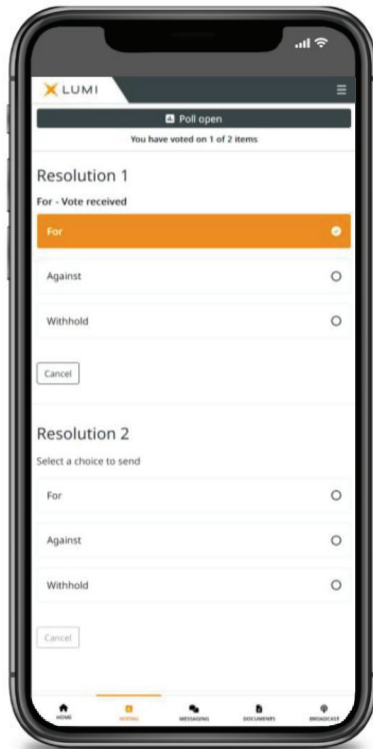 LUMI
Poll open
You have voted on 1 of 2 items
Resolution 1
For - Vote received
For
Against
Withhold
Cancel
Resolution 2
Select a choice to send
For
Against
Withhold
Cancel
HOME VOTING MESSAGING DOCUMENTS BROADCAST